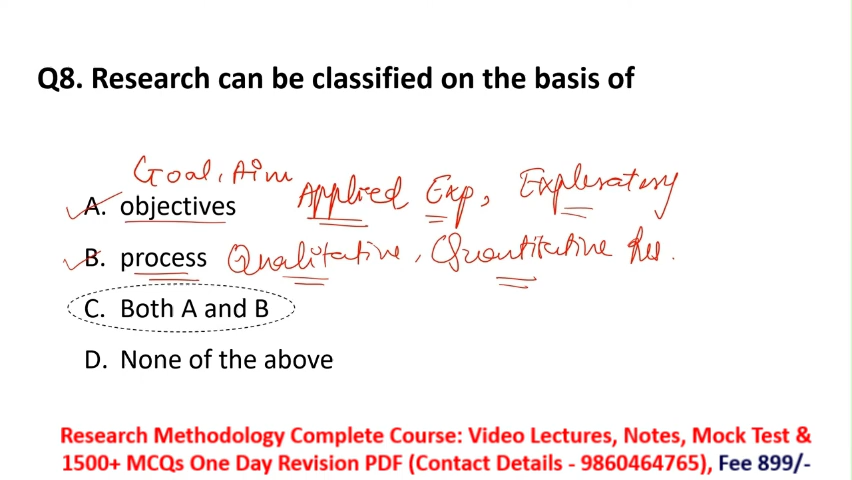 Q8. Research can be classified on the basis of
Goal, Aim
A. objectives Applied Exp, Exploratory
B. process Qualitative, Quantitative Res.
C. Both A and B
D. None of the above
Research Methodology Complete Course: Video Lectures, Notes, Mock Test &
1500+ MCQs One Day Revision PDF (Contact Details - 9860464765), Fee 899/-